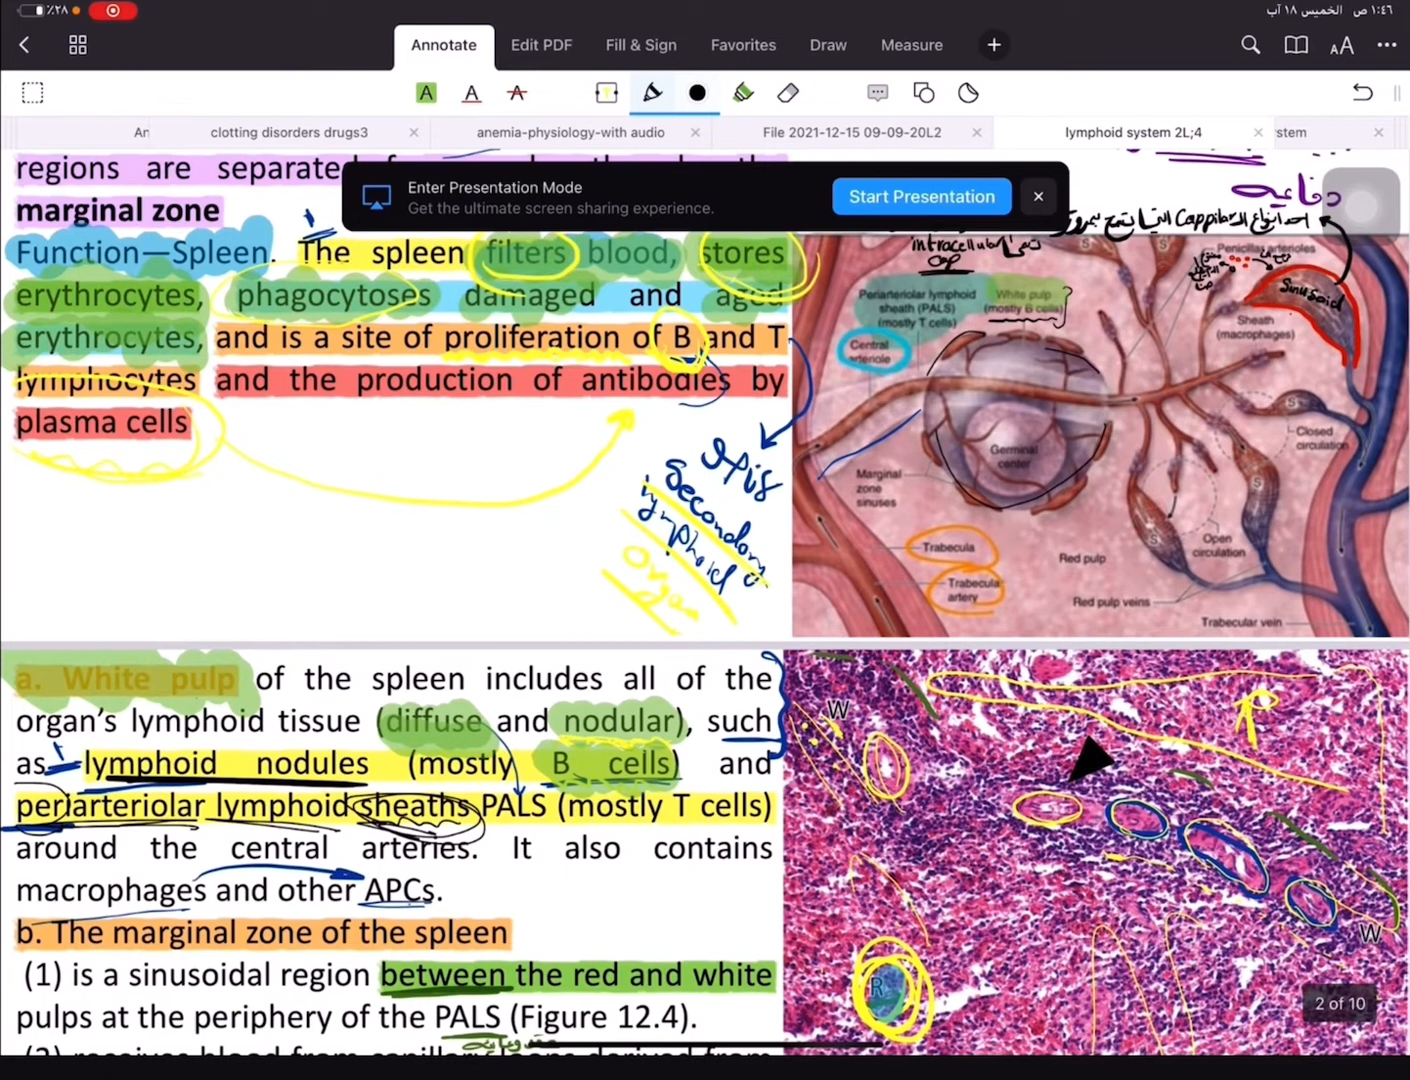 ٪٢٨
١:٤٦ ص الخميس ١٨ آب
Annotate
Edit PDF
Fill & Sign
Favorites
Draw
Measure
clotting disorders drugs3
anemia-physiology-with audio
File 2021-12-15 09-09-20L2
lymphoid system 2L;4
stem
Enter Presentation Mode
Get the ultimate screen sharing experience.
Start Presentation
regions are separated
marginal zone
Function—Spleen. The spleen filters blood, stores
erythrocytes, phagocytoses damaged and aged
erythrocytes, and is a site of proliferation of B and T
lymphocytes and the production of antibodies by
plasma cells
Secondary
lymphoid
organ
دفاعيه
intracellular
cap
Periarteriolar lymphoid
sheath (PALS)
(mostly T cells)
White pulp
(mostly B cells)
Central
arteriole
Penicillar arterioles
Sinusoid
Sheath
(macrophages)
Closed
circulation
Germinal
center
Marginal
zone
sinuses
S
S
S
Open
circulation
Trabecula
Trabecula
artery
Red pulp
Red pulp veins
Trabecular vein
a. White pulp of the spleen includes all of the
organ's lymphoid tissue (diffuse and nodular), such
as lymphoid nodules (mostly B cells) and
periarteriolar lymphoid sheaths PALS (mostly T cells)
around the central arteries. It also contains
macrophages and other APCs.
b. The marginal zone of the spleen
(1) is a sinusoidal region between the red and white
pulps at the periphery of the PALS (Figure 12.4).
W
W
R
2 of 10